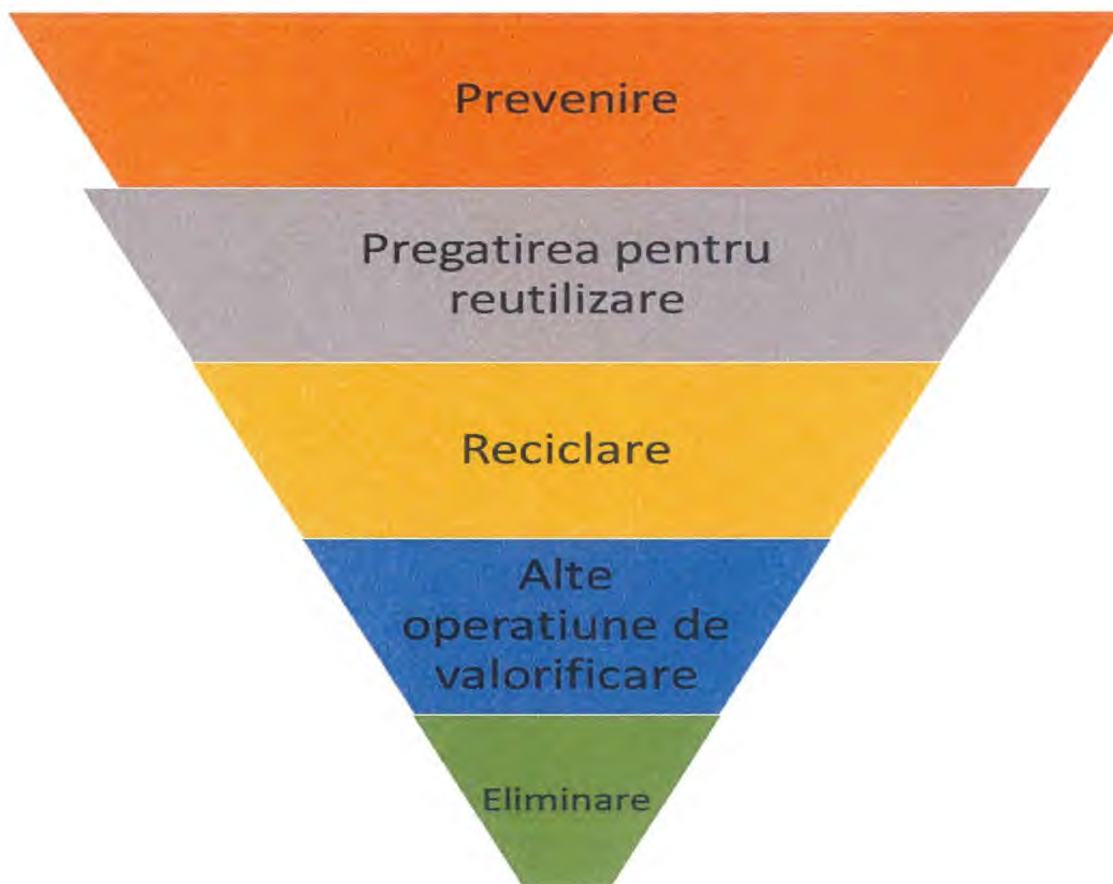 Prevenire
Pregatirea pentru
reutilizare
Reciclare
Alte
operatiune de
valorificare
Eliminare